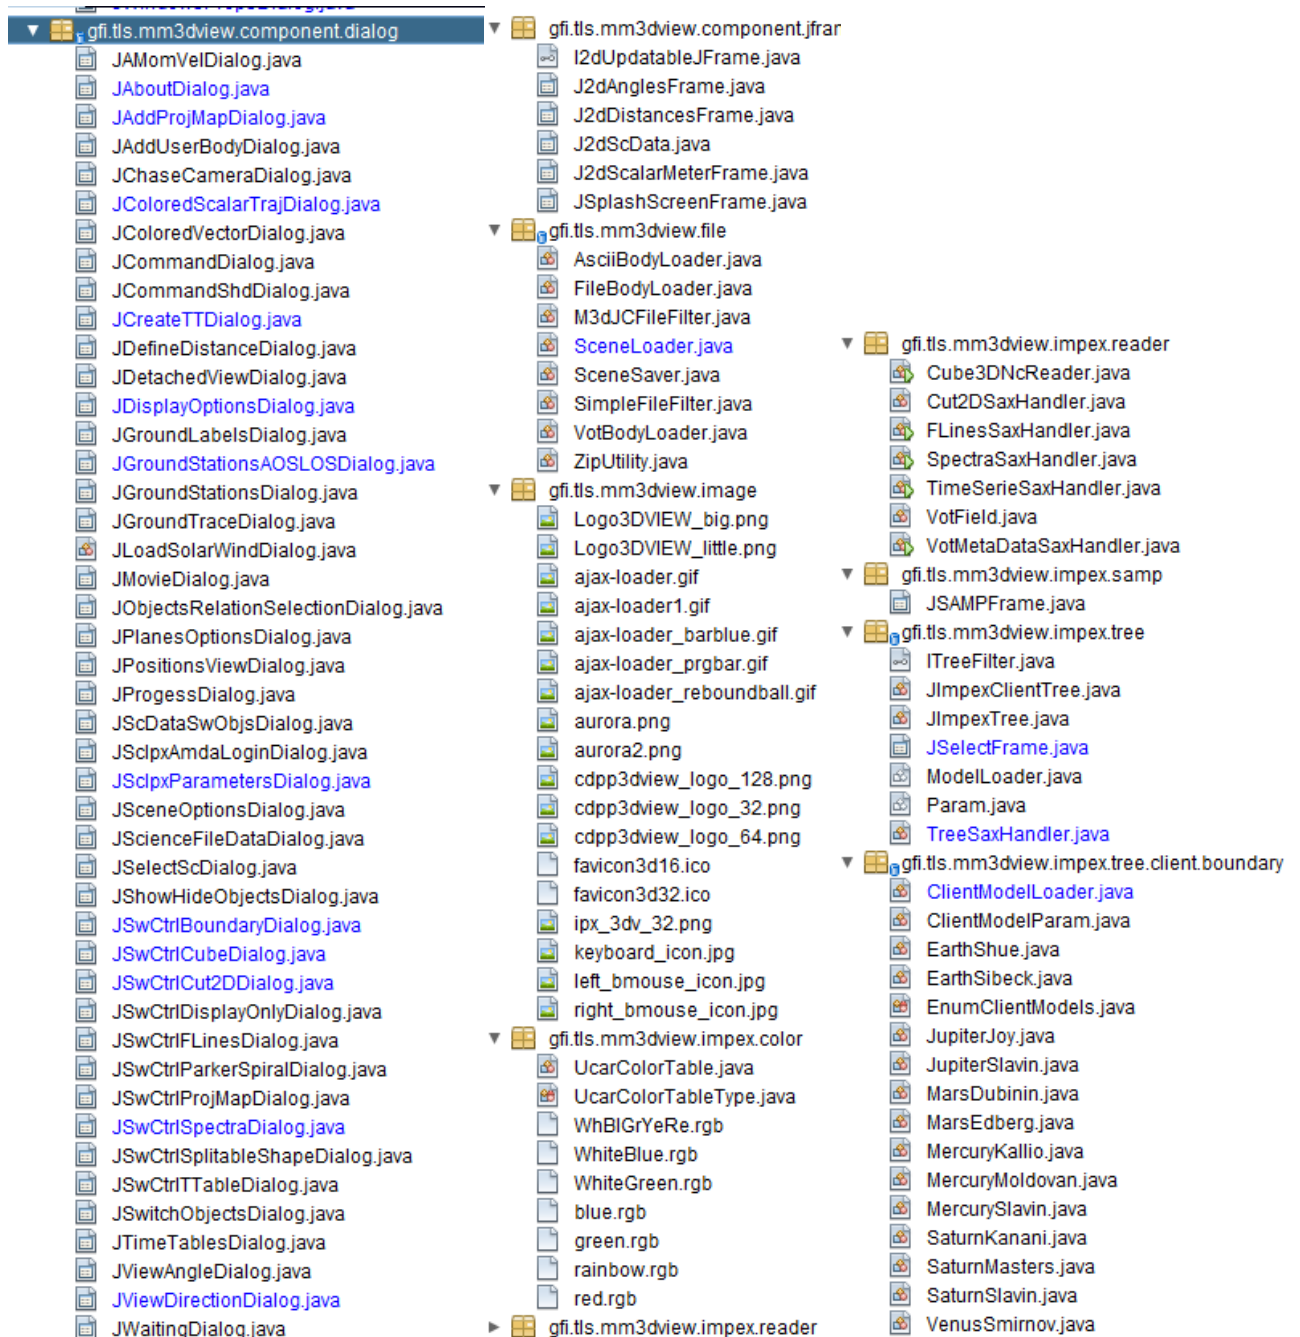 gfi.tls.mm3dview.component.dialog
JAMomVelDialog.java
JAboutDialog.java
JAddProjMapDialog.java
JAddUserBodyDialog.java
JChaseCameraDialog.java
JColoredScalarTrajDialog.java
JColoredVectorDialog.java
JCommandDialog.java
JCommandShdDialog.java
JCreateTTDialog.java
JDefineDistanceDialog.java
JDetachedViewDialog.java
JDisplayOptionsDialog.java
JGroundLabelsDialog.java
JGroundStationsAOSLOSDialog.java
JGroundStationsDialog.java
JGroundTraceDialog.java
JLoadSolarWindDialog.java
JMovieDialog.java
JObjectsRelationSelectionDialog.java
JPlanesOptionsDialog.java
JPositionsViewDialog.java
JProgessDialog.java
JScDataSwObjsDialog.java
JSclpxAmdaLoginDialog.java
JSclpxParametersDialog.java
JSceneOptionsDialog.java
JScienceFileDataDialog.java
JSelectScDialog.java
JShowHideObjectsDialog.java
JSwCtrlBoundaryDialog.java
JSwCtrlCubeDialog.java
JSwCtrlCut2DDialog.java
JSwCtrlDisplayOnlyDialog.java
JSwCtrlFLinesDialog.java
JSwCtrlParkerSpiralDialog.java
JSwCtrlProjMapDialog.java
JSwCtrlSpectraDialog.java
JSwCtrlSplitableShapeDialog.java
JSwCtrlTTableDialog.java
JSwitchObjectsDialog.java
JTimeTablesDialog.java
JViewAngleDialog.java
JViewDirectionDialog.java
JWaitingDialog.java
gfi.tls.mm3dview.component.jfrar
I2dUpdatableJFrame.java
J2dAnglesFrame.java
J2dDistancesFrame.java
J2dScData.java
J2dScalarMeterFrame.java
JSplashScreenFrame.java
gfi.tls.mm3dview.file
AsciiBodyLoader.java
FileBodyLoader.java
M3dJCFileFilter.java
SceneLoader.java
SceneSaver.java
SimpleFileFilter.java
VotBodyLoader.java
ZipUtility.java
gfi.tls.mm3dview.image
Logo3DVIEW_big.png
Logo3DVIEW_little.png
ajax-loader.gif
ajax-loader1.gif
ajax-loader_barblue.gif
ajax-loader_prgbar.gif
ajax-loader_reboundball.gif
aurora.png
aurora2.png
cdpp3dview_logo_128.png
cdpp3dview_logo_32.png
cdpp3dview_logo_64.png
favicon3d16.ico
favicon3d32.ico
ipx_3dv_32.png
keyboard_icon.jpg
left_bmouse_icon.jpg
right_bmouse_icon.jpg
gfi.tls.mm3dview.impex.color
UcarColorTable.java
UcarColorTableType.java
WhBlGrYeRe.rgb
WhiteBlue.rgb
WhiteGreen.rgb
blue.rgb
green.rgb
rainbow.rgb
red.rgb
gfi.tls.mm3dview.impex.reader
gfi.tls.mm3dview.impex.reader
Cube3DNcReader.java
Cut2DSaxHandler.java
FLinesSaxHandler.java
SpectraSaxHandler.java
TimeSerieSaxHandler.java
VotField.java
VotMetaDataSaxHandler.java
gfi.tls.mm3dview.impex.samp
JSAMPFrame.java
gfi.tls.mm3dview.impex.tree
ITreeFilter.java
JImpexClientTree.java
JImpexTree.java
JSelectFrame.java
ModelLoader.java
Param.java
TreeSaxHandler.java
gfi.tls.mm3dview.impex.tree.client.boundary
ClientModelLoader.java
ClientModelParam.java
EarthShue.java
EarthSibeck.java
EnumClientModels.java
JupiterJoy.java
JupiterSlavin.java
MarsDubinin.java
MarsEdberg.java
MercuryKallio.java
MercuryMoldovan.java
MercurySlavin.java
SaturnKanani.java
SaturnMasters.java
SaturnSlavin.java
VenusSmirnov.java